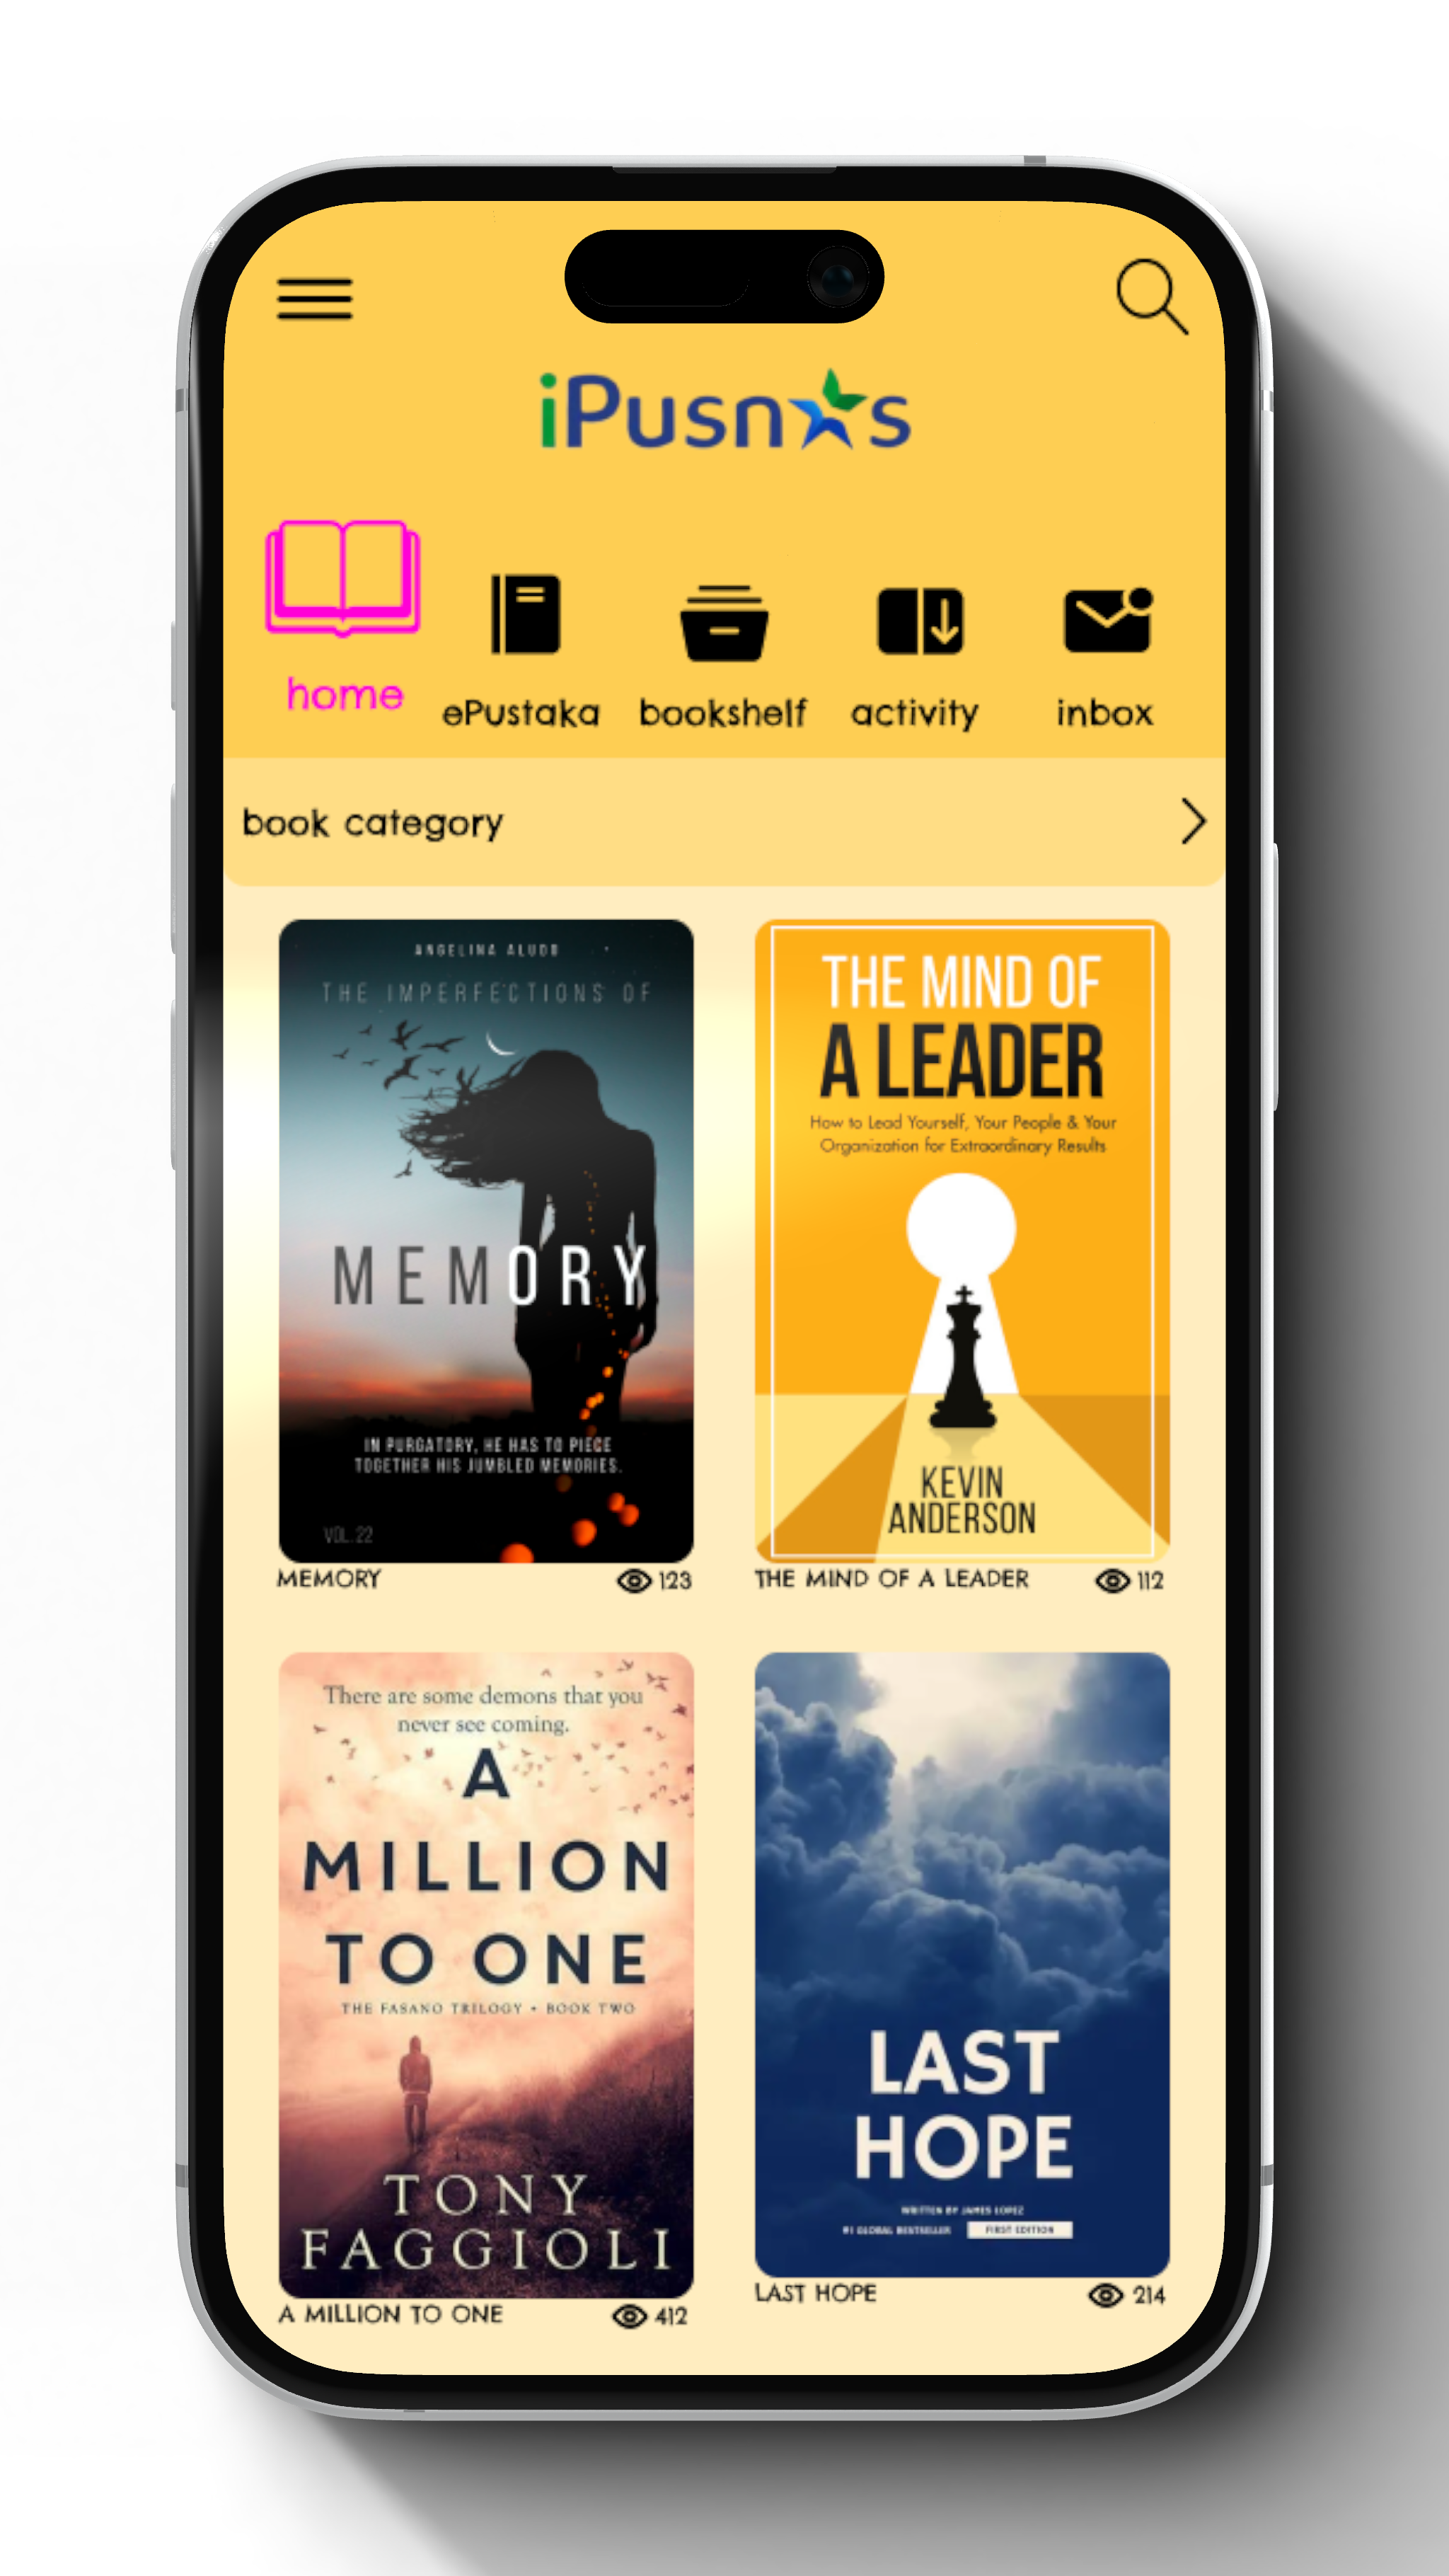 iPusnas
home
ePustaka
bookshelf
activity
inbox
book category
ANGELINA ALUDO
THE IMPERFECTIONS OF
MEMORY
IN PURGATORY, HE HAS TO PIECE
TOGETHER HIS JUMBLED MEMORIES.
VOL.22
MEMORY
123
THE MIND OF
A LEADER
How to Lead Yourself, Your People & Your
Organization for Extraordinary Results
KEVIN
ANDERSON
THE MIND OF A LEADER
112
There are some demons that you
never see coming.
A
MILLION
TO ONE
THE FASANO TRILOGY • BOOK TWO
TONY
FAGGIOLI
A MILLION TO ONE
412
LAST
HOPE
WRITTEN BY JAMES LOPEZ
#1 GLOBAL BESTSELLER
FIRST EDITION
LAST HOPE
214